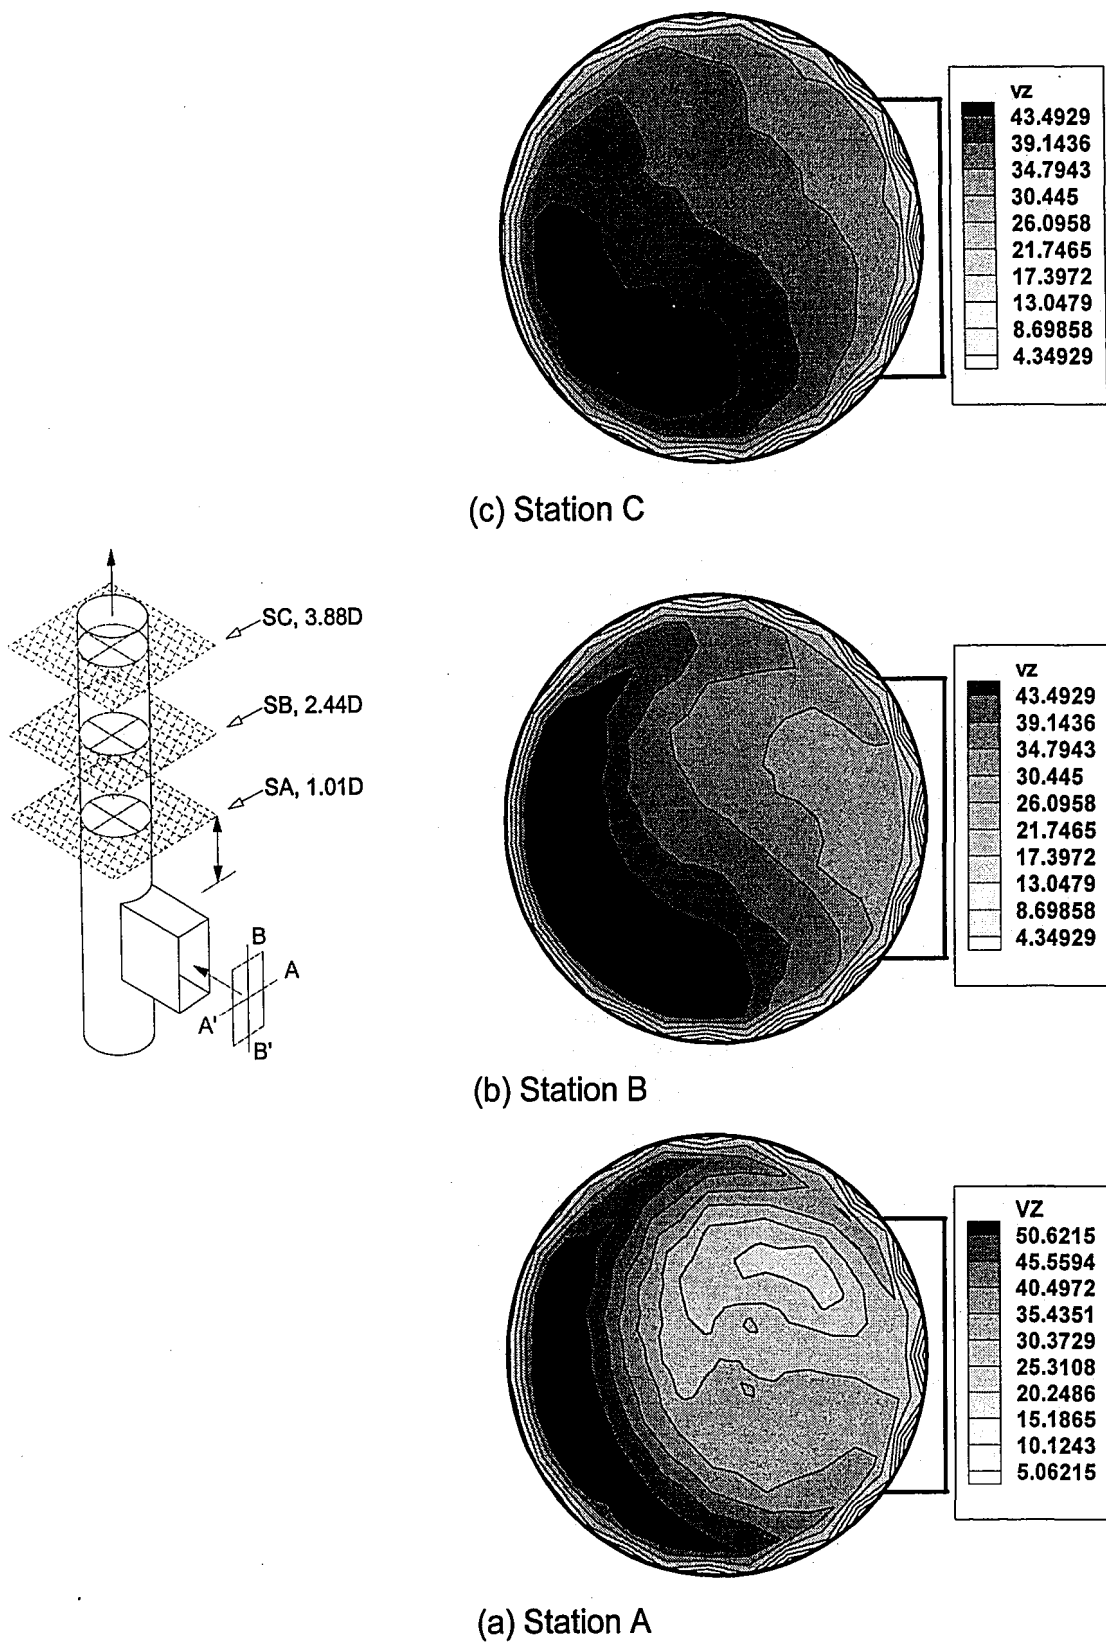 VZ
43.4929
39.1436
34.7943
30.445
26.0958
21.7465
17.3972
13.0479
8.69858
4.34929
(c) Station C
SC, 3.88D
SB, 2.44D
SA, 1.01D
B
A
A'
B'
VZ
43.4929
39.1436
34.7943
30.445
26.0958
21.7465
17.3972
13.0479
8.69858
4.34929
(b) Station B
VZ
50.6215
45.5594
40.4972
35.4351
30.3729
25.3108
20.2486
15.1865
10.1243
5.06215
(a) Station A